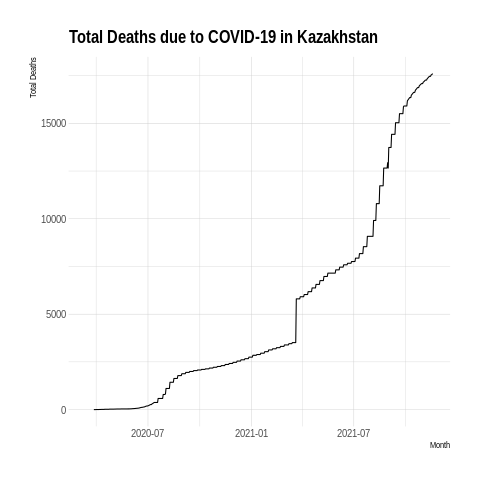 Total Deaths due to COVID-19 in Kazakhstan
Total Deaths
15000
10000
5000
0
2020-07 2021-01 2021-07
Month